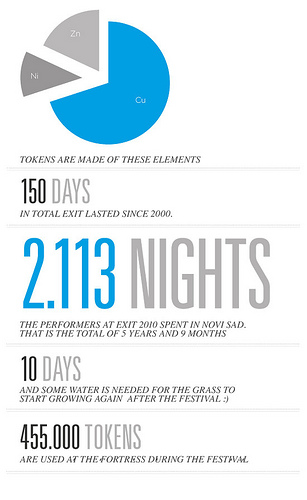 Zn
Ni
Cu
TOKENS ARE MADE OF THESE ELEMENTS
150 DAYS
IN TOTAL EXIT LASTED SINCE 2000.
2.113 NIGHTS
THE PERFORMERS AT EXIT 2010 SPENT IN NOVI SAD.
THAT IS THE TOTAL OF 5 YEARS AND 9 MONTHS
10 DAYS
AND SOME WATER IS NEEDED FOR THE GRASS TO
START GROWING AGAIN AFTER THE FESTIVAL ;)
455.000 TOKENS
ARE USED AT THE FORTRESS DURING THE FESTIVAL